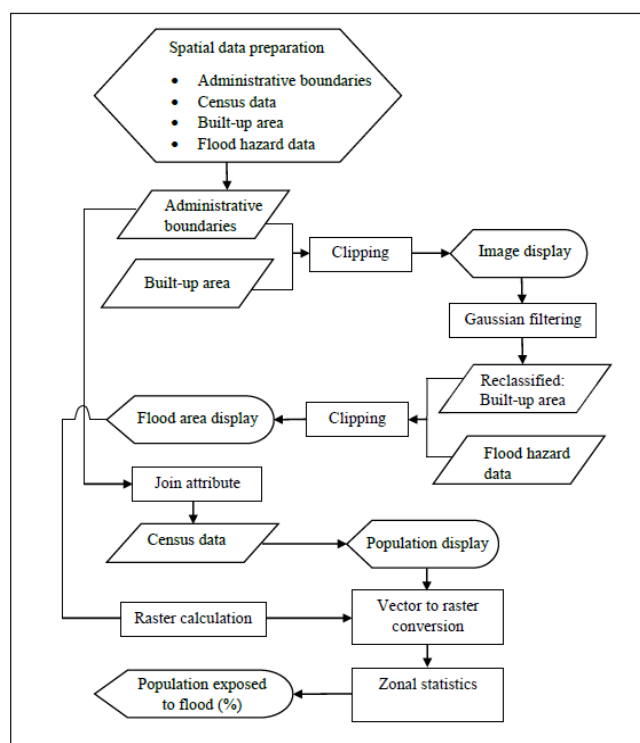 Spatial data preparation
• Administrative boundaries
• Census data
• Built-up area
• Flood hazard data
Administrative
boundaries
Built-up area
Clipping
Image display
Gaussian filtering
Reclassified:
Built-up area
Flood hazard
data
Clipping
Flood area display
Join attribute
Census data
Population display
Raster calculation
Vector to raster
conversion
Zonal statistics
Population exposed
to flood (%)